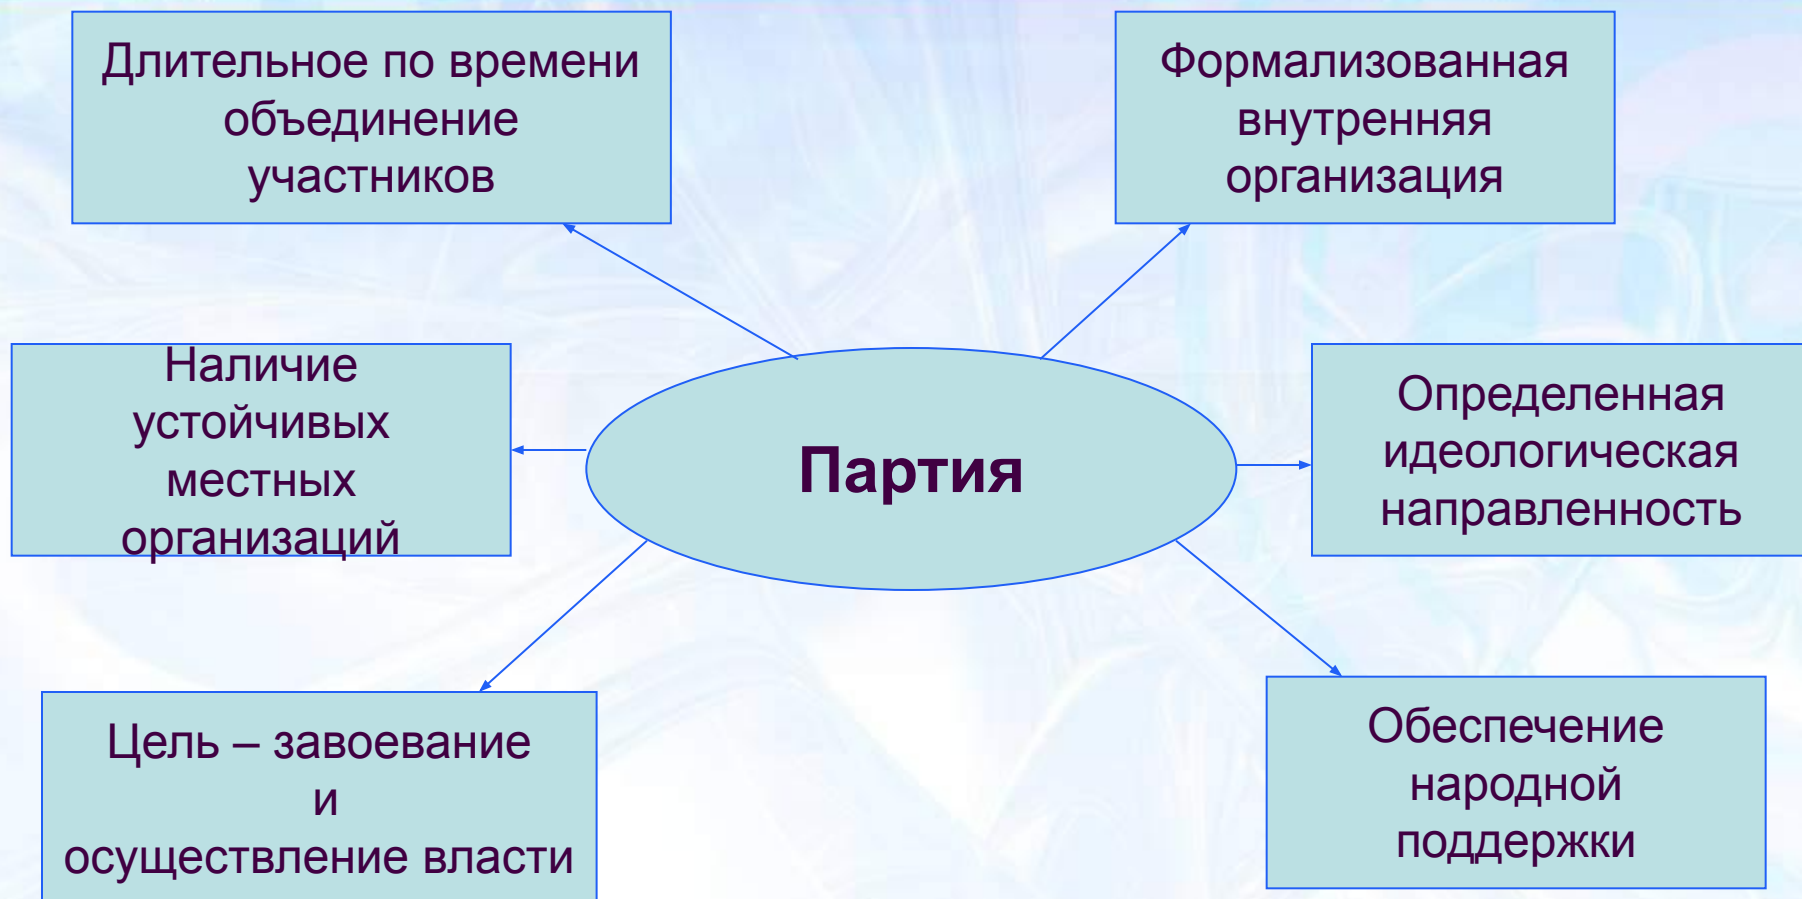 Длительное по времени
объединение
участников
Формализованная
внутренняя
организация
Наличие
устойчивых
местных
организаций
Партия
Определенная
идеологическая
направленность
Цель – завоевание
и
осуществление власти
Обеспечение
народной
поддержки